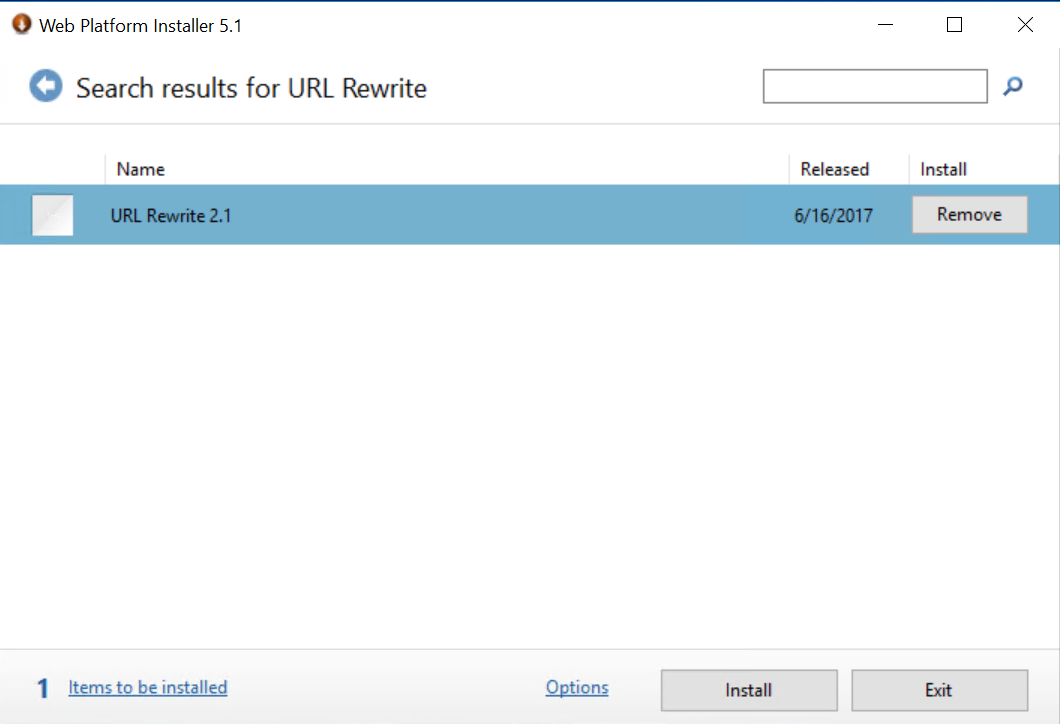 Web Platform Installer 5.1
Search results for URL Rewrite
Name Released Install
URL Rewrite 2.1 6/16/2017 Remove
1 Items to be installed Options Install Exit